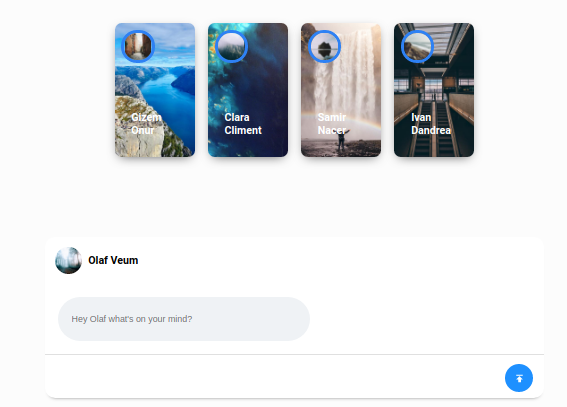 Gizem
Onur
Clara
Climent
Samir
Nacer
Ivan
Dandrea
Olaf Veum
Hey Olaf what's on your mind?